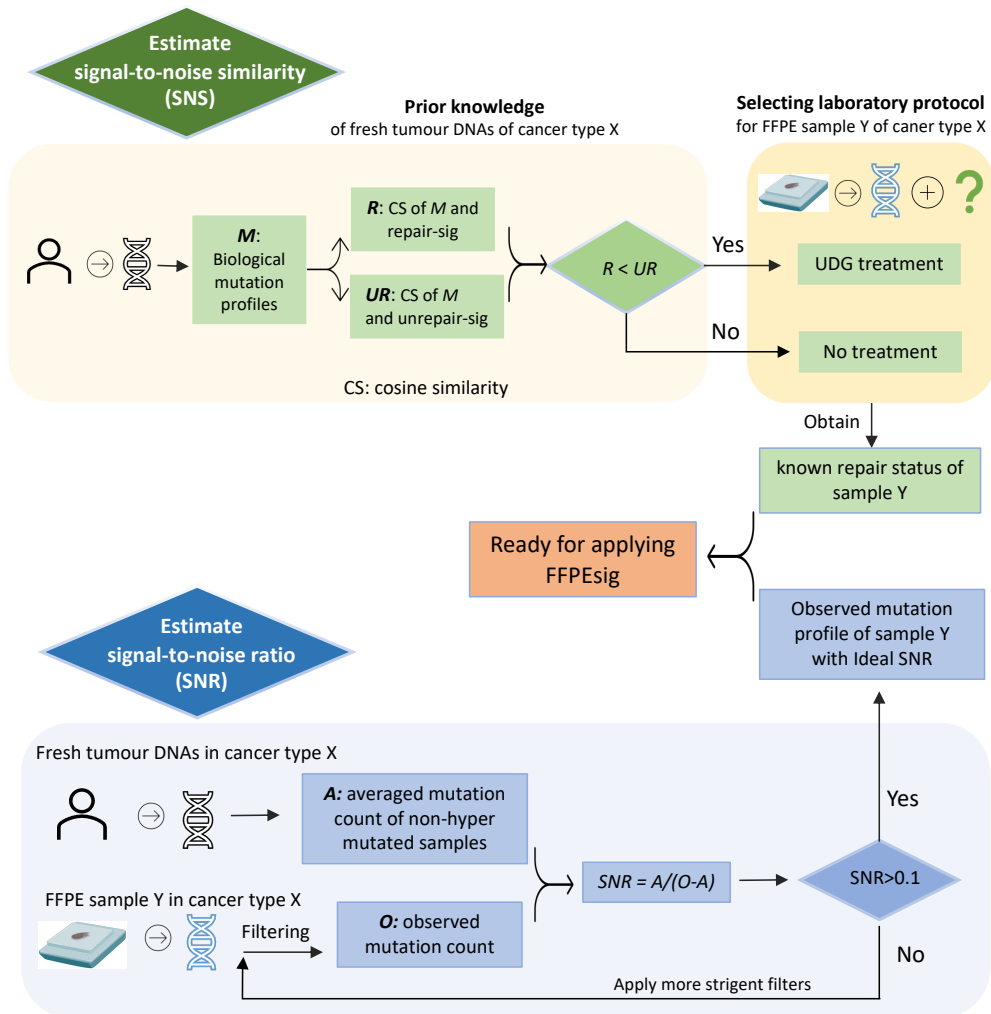 Estimate
signal-to-noise similarity
(SNS)
Prior knowledge
of fresh tumour DNAs of cancer type X
Selecting laboratory protocol
for FFPE sample Y of caner type X
M:
Biological
mutation
profiles
R: CS of M and
repair-sig
UR: CS of M
and unrepair-sig
R < UR
Yes
No
?
UDG treatment
No treatment
CS: cosine similarity
Obtain
known repair status of
sample Y
Ready for applying
FFPEsig
Observed mutation
profile of sample Y
with Ideal SNR
Estimate
signal-to-noise ratio
(SNR)
Fresh tumour DNAs in cancer type X
A: averaged mutation
count of non-hyper
mutated samples
FFPE sample Y in cancer type X
Filtering
O: observed
mutation count
SNR = A/(O-A)
SNR>0.1
Yes
No
Apply more strigent filters